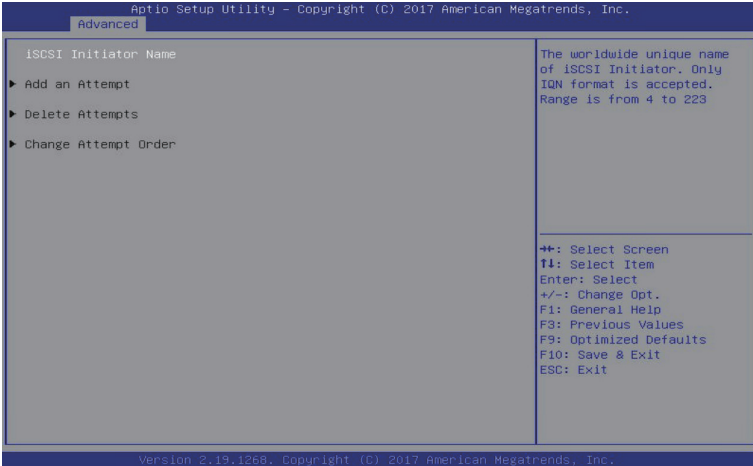 Aptio Setup Utility – Copyright (C) 2017 American Megatrends, Inc.
Advanced
iSCSI Initiator Name
▶ Add an Attempt
▶ Delete Attempts
▶ Change Attempt Order
The worldwide unique name
of iSCSI Initiator. Only
IQN format is accepted.
Range is from 4 to 223
→←: Select Screen
↑↓: Select Item
Enter: Select
+/-: Change Opt.
F1: General Help
F3: Previous Values
F9: Optimized Defaults
F10: Save & Exit
ESC: Exit
Version 2.19.1268. Copyright (C) 2017 American Megatrends, Inc.